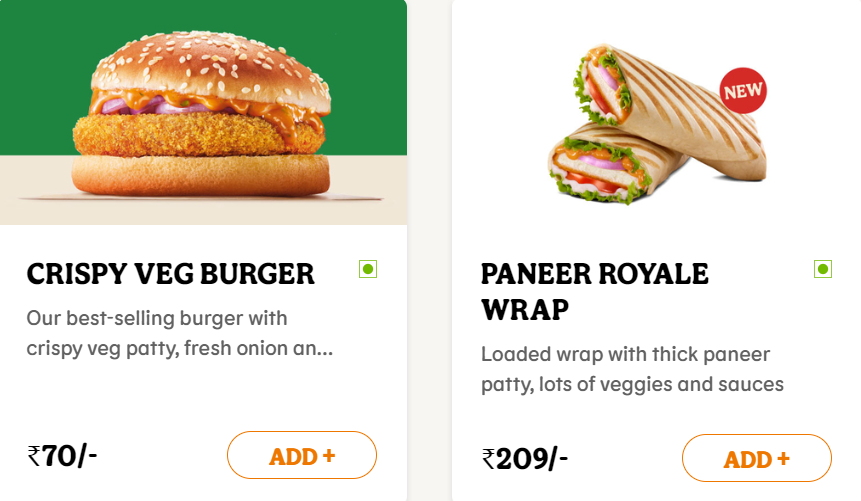 NEW
CRISPY VEG BURGER
Our best-selling burger with
crispy veg patty, fresh onion an...
₹70/-
ADD +
PANEER ROYALE
WRAP
Loaded wrap with thick paneer
patty, lots of veggies and sauces
₹209/-
ADD +